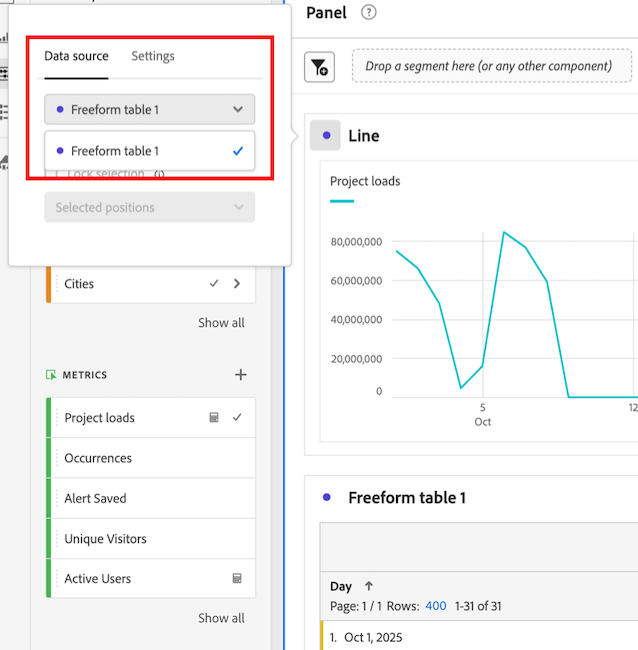 Panel ?
Data source Settings
Drop a segment here (or any other component)
Freeform table 1
Freeform table 1
Lock selection
Selected positions
Line
Project loads
80,000,000
60,000,000
40,000,000
20,000,000
0
5
12
Oct
Cities
Show all
METRICS
Project loads
Occurrences
Alert Saved
Unique Visitors
Active Users
Show all
Freeform table 1
Day ↑
Page: 1 / 1 Rows: 400 1-31 of 31
1. Oct 1, 2025